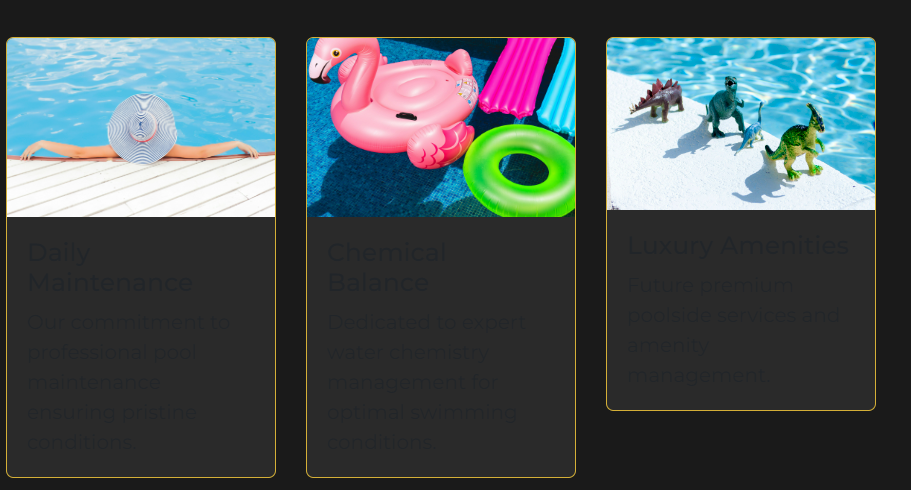 Daily
Maintenance
Our commitment to
professional pool
maintenance
ensuring pristine
conditions.
Chemical
Balance
Dedicated to expert
water chemistry
management for
optimal swimming
conditions.
Luxury Amenities
Future premium
poolside services and
amenity
management.